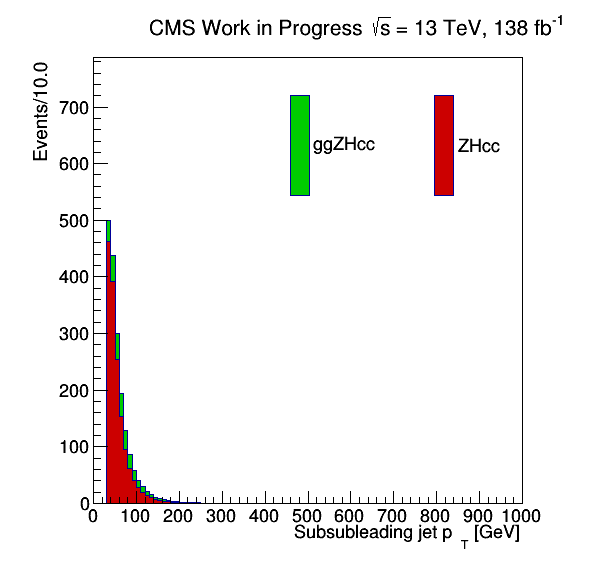 CMS Work in Progress √s = 13 TeV, 138 fb⁻¹
Events/10.0
700
600
500
400
300
200
100
0
ggZHcc
ZHcc
0 100 200 300 400 500 600 700 800 900 1000
Subsubleading jet p_T [GeV]